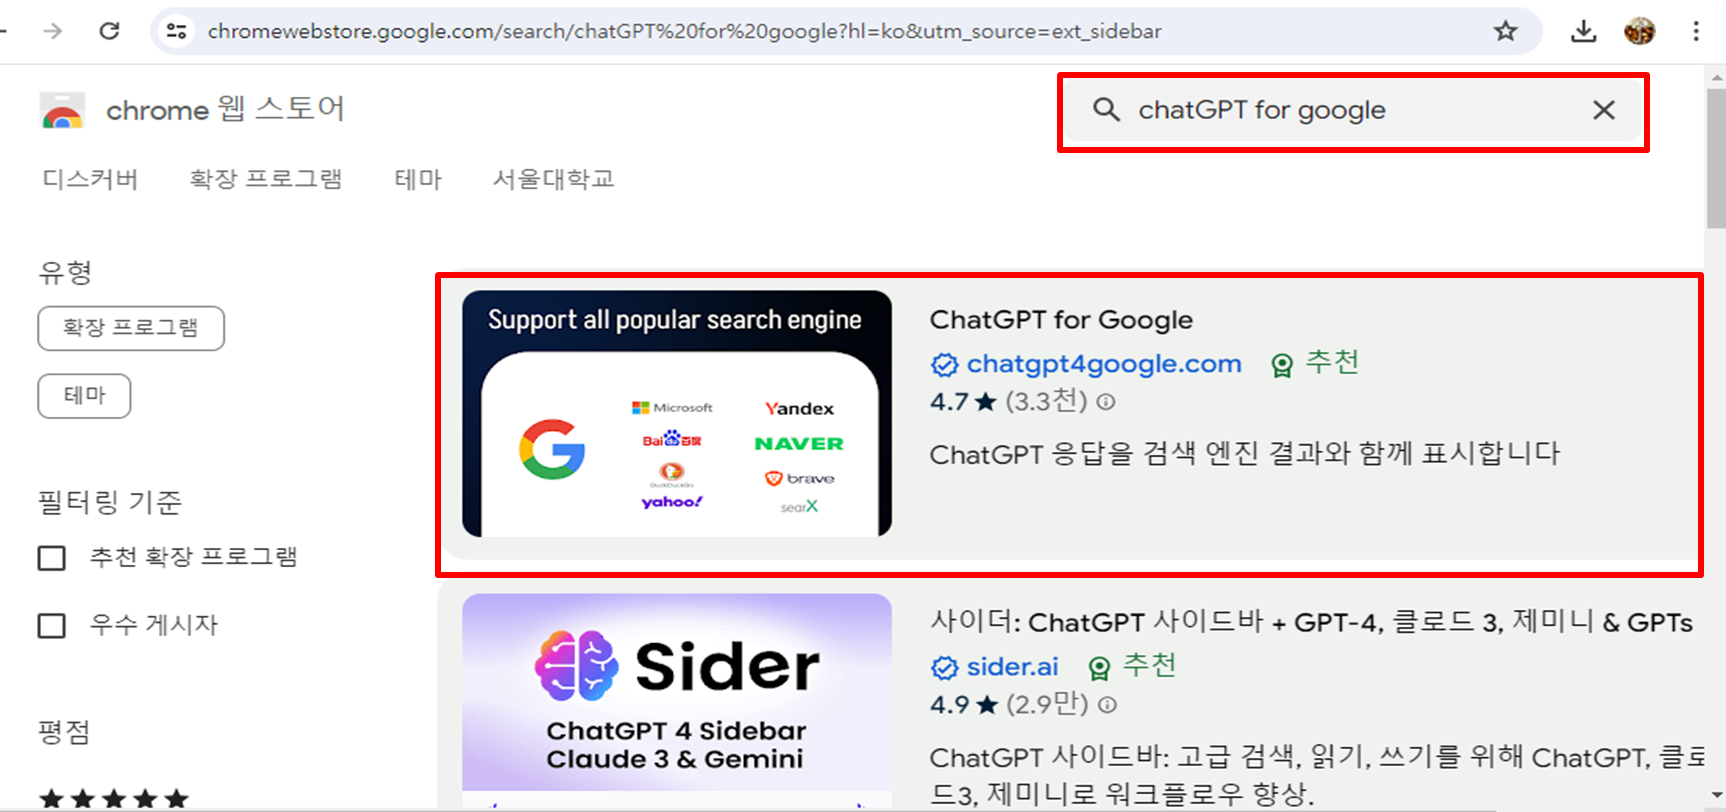 chromewebstore.google.com/search/chatGPT%20for%20google?hl=ko&utm_source=ext_sidebar
chrome 웹 스토어
chatGPT for google
디스커버 확장 프로그램 테마 서울대학교
유형
확장 프로그램
테마
필터링 기준
추천 확장 프로그램
우수 게시자
평점
Support all popular search engine
G
Microsoft
Yandex
Bai百度
NAVER
DuckDuckGo
brave
yahoo!
searX
ChatGPT for Google
chatgpt4google.com 추천
4.7★ (3.3천)
ChatGPT 응답을 검색 엔진 결과와 함께 표시합니다
Sider
ChatGPT 4 Sidebar
Claude 3 & Gemini
사이더: ChatGPT 사이드바 + GPT-4, 클로드 3, 제미니 & GPTs
sider.ai 추천
4.9★ (2.9만)
ChatGPT 사이드바: 고급 검색, 읽기, 쓰기를 위해 ChatGPT, 클로
드3, 제미니로 워크플로우 향상.